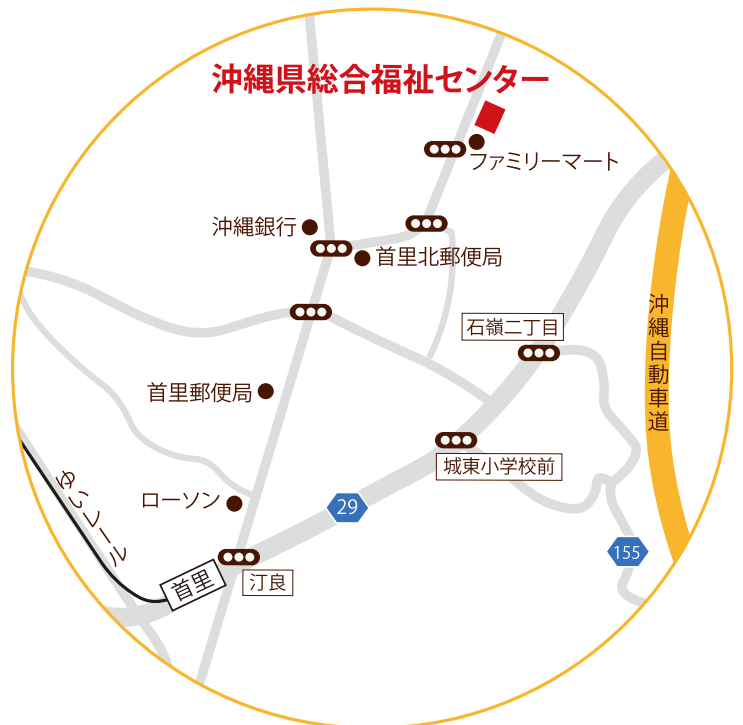 沖縄県総合福祉センター
ファミリーマート
沖縄銀行
首里北郵便局
石嶺二丁目
沖縄自動車道
首里郵便局
城東小学校前
ゆいレール
ローソン
29
155
首里
汀良